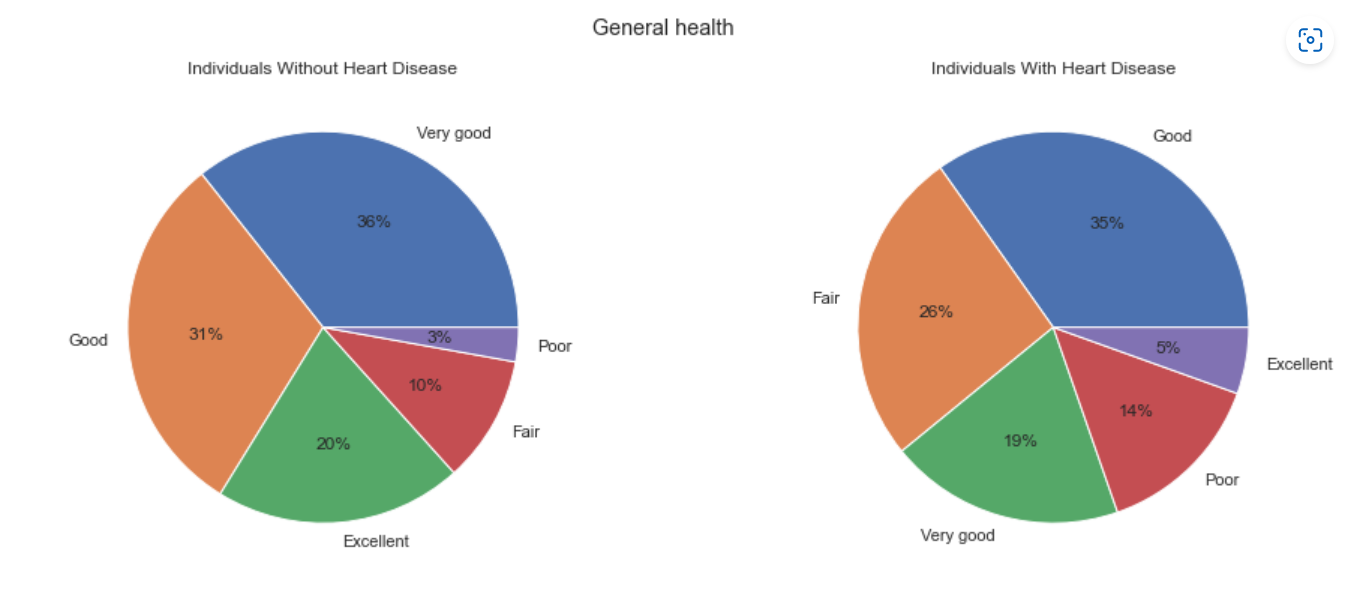 General health
Individuals Without Heart Disease
Very good
36%
Good
31%
3%
Poor
10%
Fair
20%
Excellent
Individuals With Heart Disease
Good
35%
Fair
26%
5%
Excellent
14%
Poor
19%
Very good